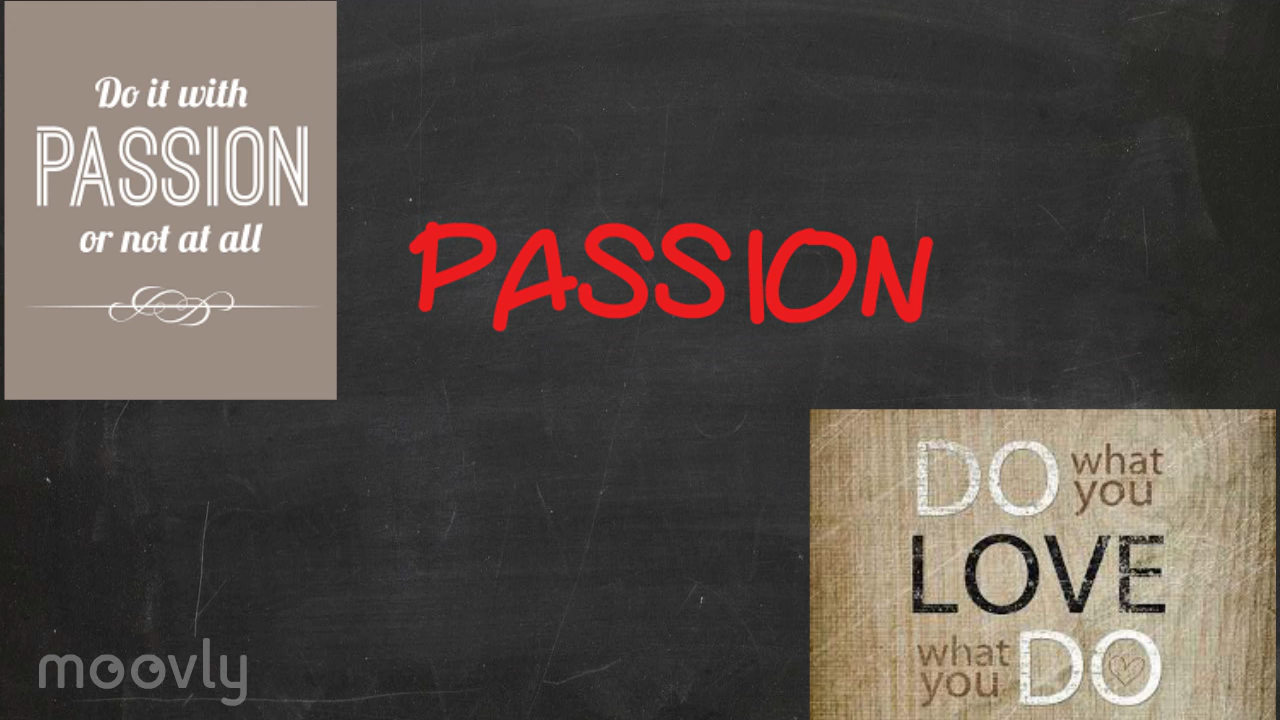 Do it with
PASSION
or not at all
PASSION
DO what you
LOVE
what you DO
moovly